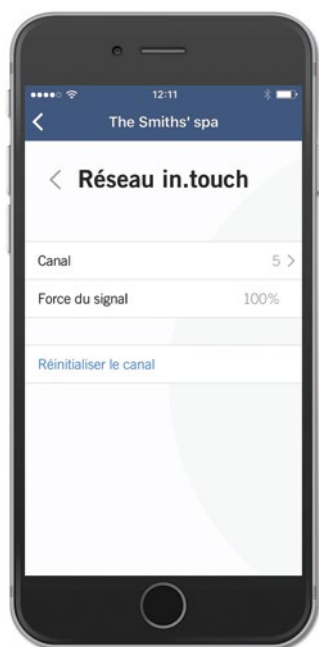 12:11
The Smiths' spa
Réseau in.touch
Canal 5
Force du signal 100%
Réinitialiser le canal